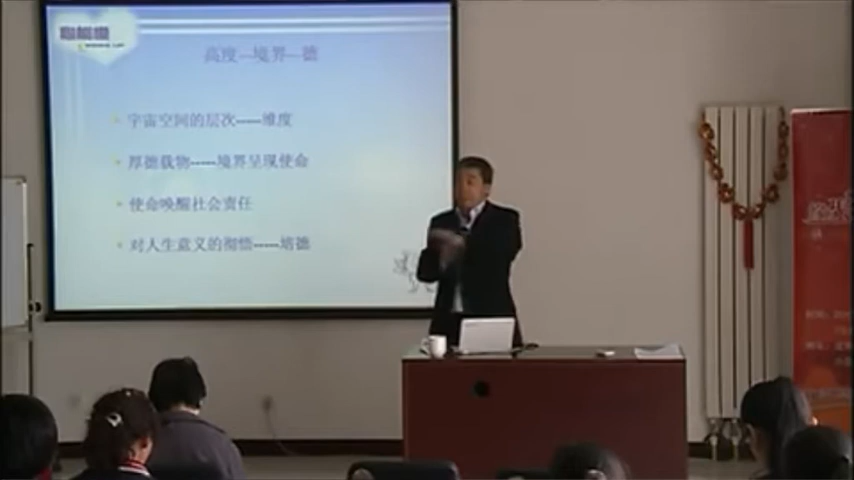 高度---境界---德
宇宙空间的层次-----维度
厚德载物-----境界呈现使命
使命唤醒社会责任
对人生意义的彻悟-----培德